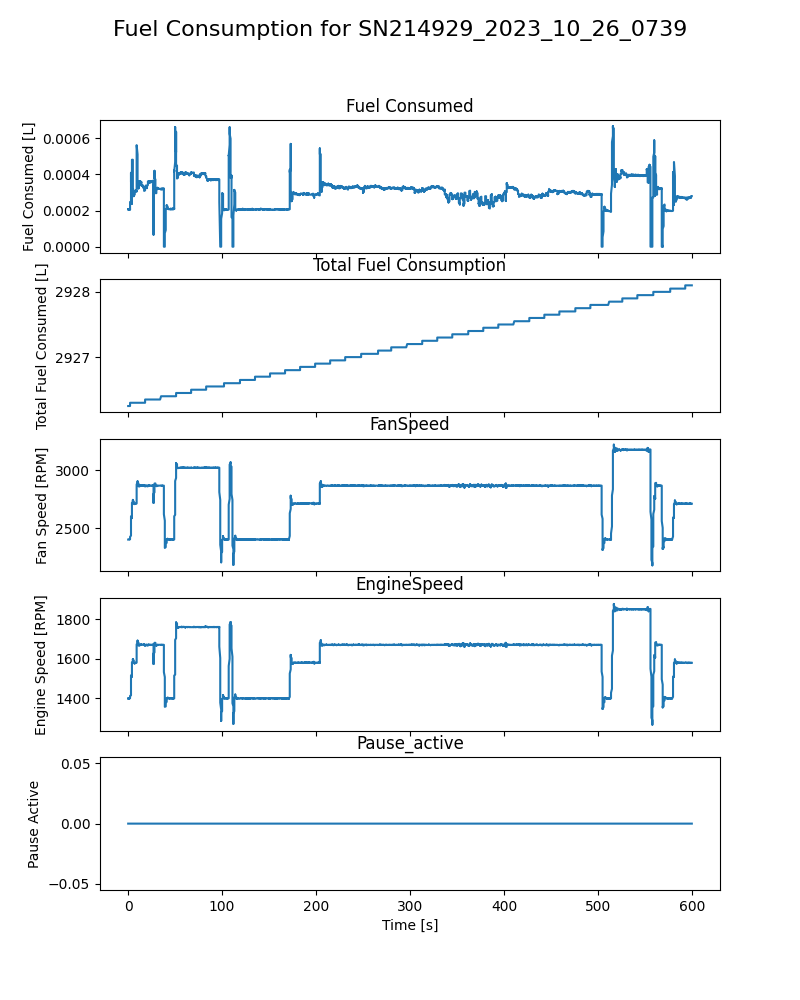 Fuel Consumption for SN214929_2023_10_26_0739
Fuel Consumed
Fuel Consumed [L]
0.0006
0.0004
0.0002
0.0000
Total Fuel Consumption
Total Fuel Consumed [L]
2928
2927
FanSpeed
Fan Speed [RPM]
3000
2500
EngineSpeed
Engine Speed [RPM]
1800
1600
1400
Pause_active
Pause Active
0.05
0.00
−0.05
0 100 200 300 400 500 600
Time [s]